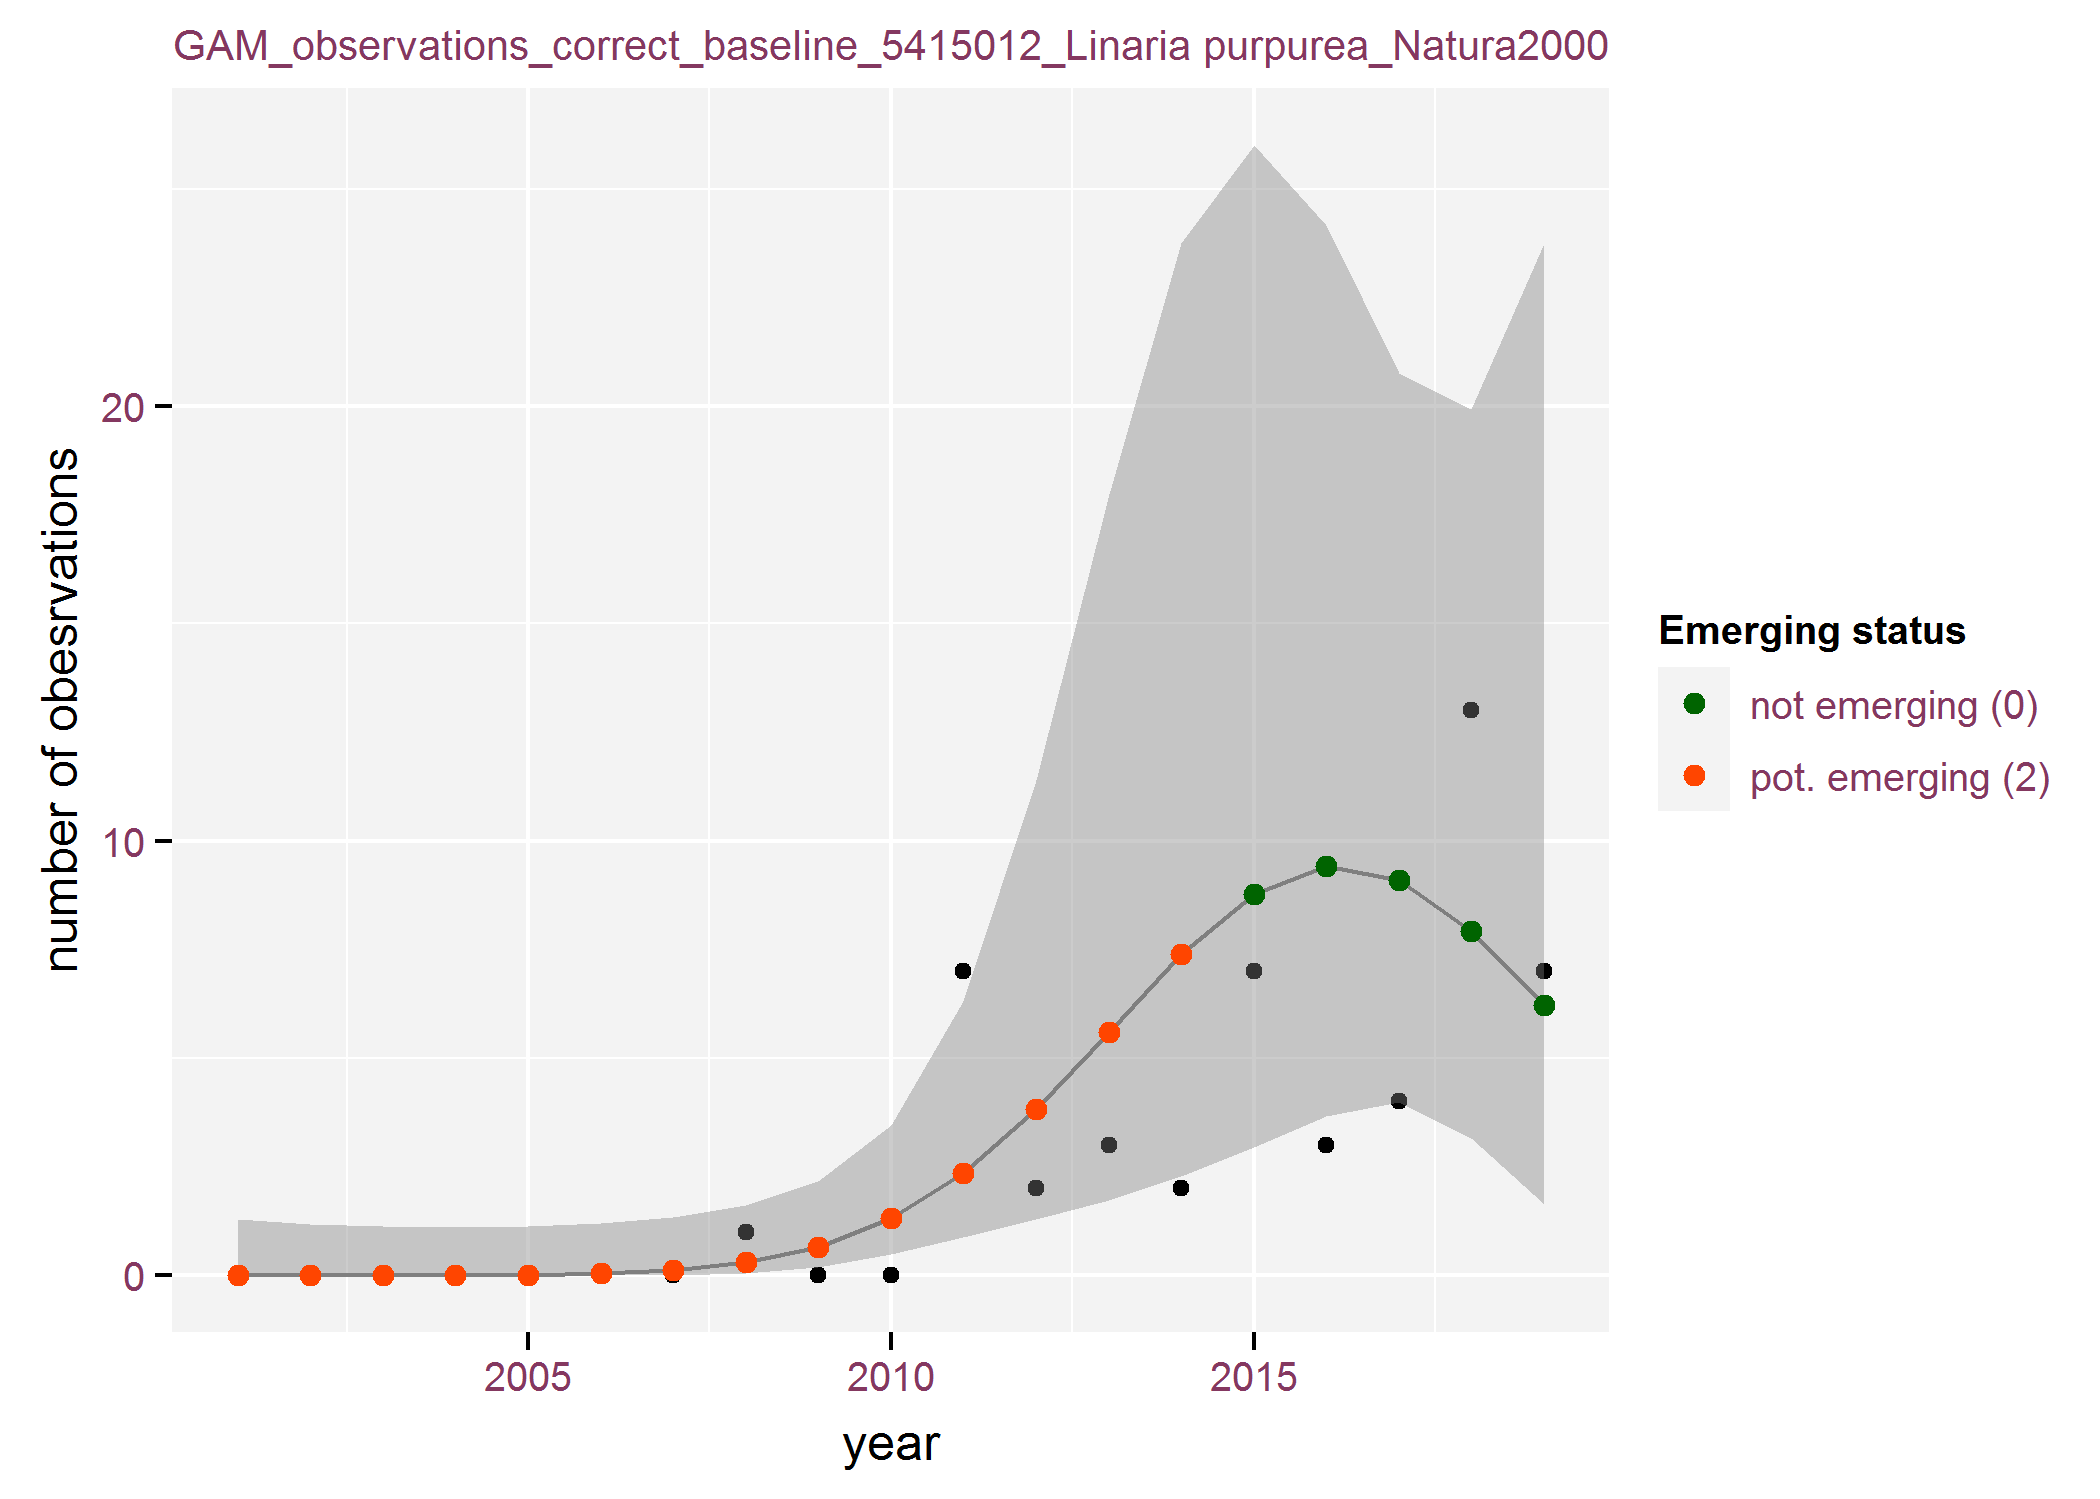 GAM_observations_correct_baseline_5415012_Linaria purpurea_Natura2000
number of obesrvations
20
10
0
2005 2010 2015
year
Emerging status
not emerging (0)
pot. emerging (2)